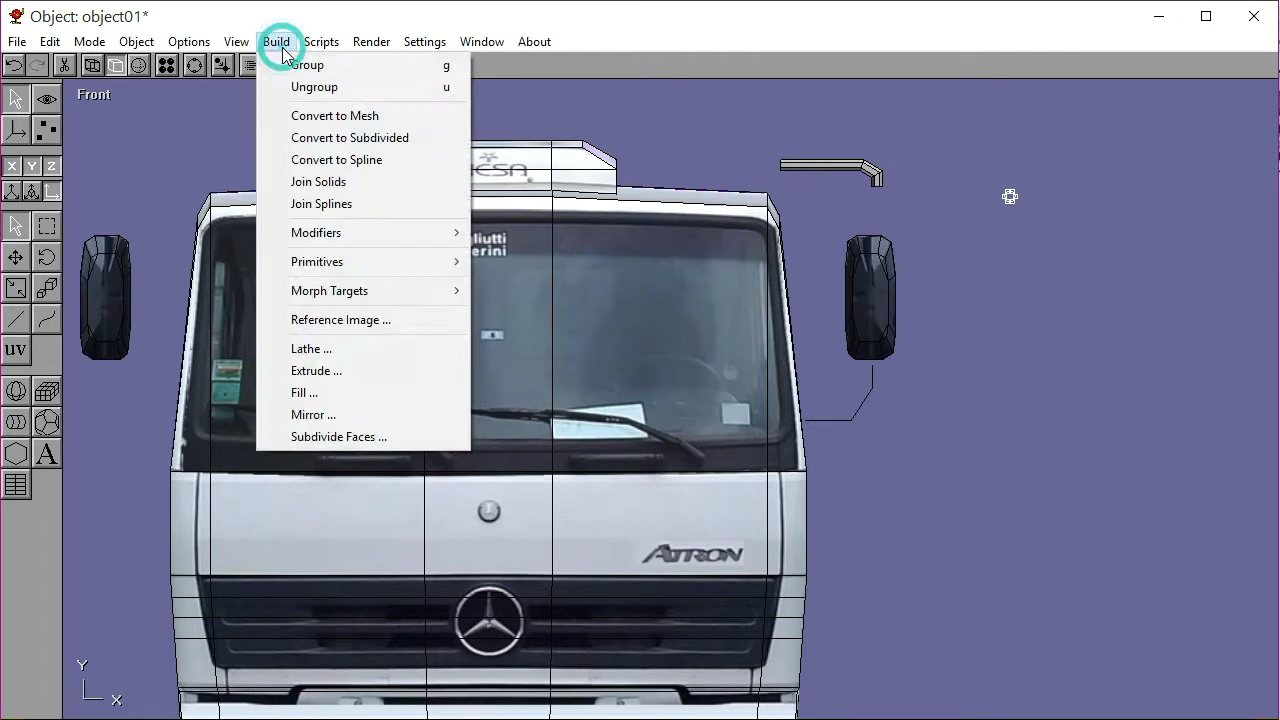 Object: object01*
File Edit Mode Object Options View Build Scripts Render Settings Window About
Front
Group g
Ungroup u
Convert to Mesh
Convert to Subdivided
Convert to Spline
Join Solids
Join Splines
Modifiers
Primitives
Morph Targets
Reference Image ...
Lathe ...
Extrude ...
Fill ...
Mirror ...
Subdivide Faces ...
X Y Z
UV
A
liutti
erini
ATRON
Y
X